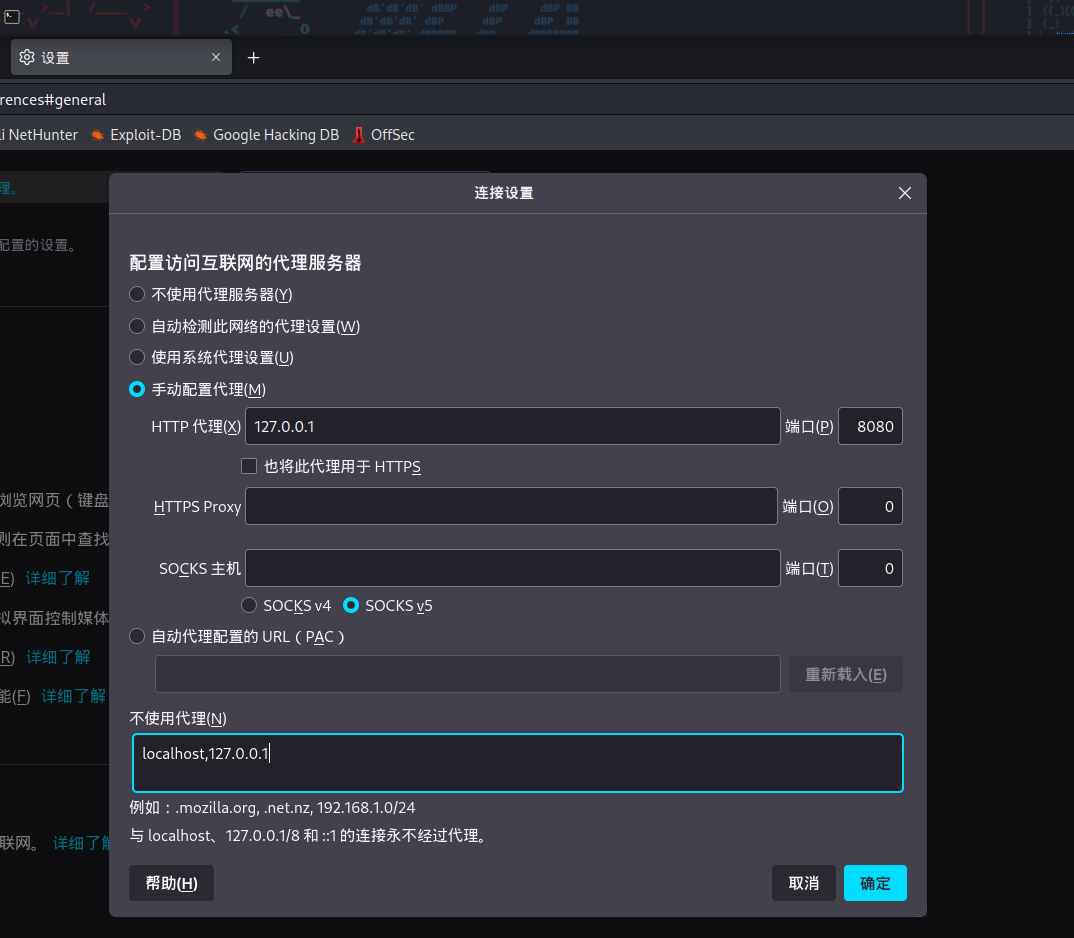 设置
rences#general
i NetHunter Exploit-DB Google Hacking DB OffSec
理。
连接设置
配置的设置。
配置访问互联网的代理服务器
不使用代理服务器(Y)
自动检测此网络的代理设置(W)
使用系统代理设置(U)
手动配置代理(M)
HTTP 代理(X) 127.0.0.1 端口(P) 8080
也将此代理用于 HTTPS
浏览网页（键盘
HTTPS Proxy 端口(O) 0
则在页面中查找
SOCKS 主机 端口(T) 0
E) 详细了解
SOCKS v4 SOCKS v5
拟界面控制媒体
自动代理配置的 URL（PAC）
R) 详细了解
重新载入(E)
能(F) 详细了解
不使用代理(N)
localhost,127.0.0.1
例如：.mozilla.org, .net.nz, 192.168.1.0/24
与 localhost、127.0.0.1/8 和 ::1 的连接永不经过代理。
联网。 详细了解
帮助(H) 取消 确定